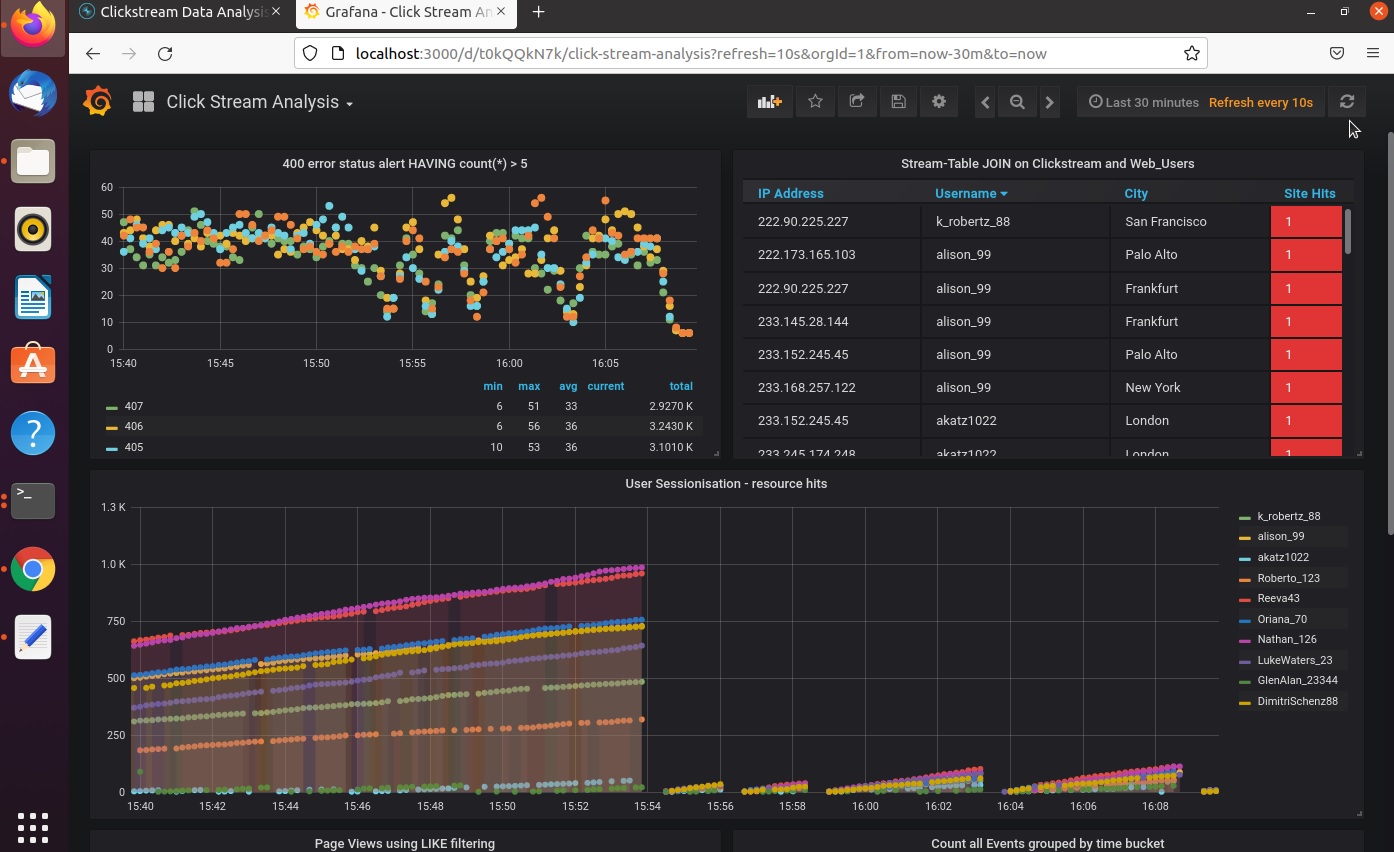 Clickstream Data Analysis
Grafana - Click Stream An
localhost:3000/d/t0kQQkN7k/click-stream-analysis?refresh=10s&orgId=1&from=now-30m&to=now
Click Stream Analysis
Last 30 minutes Refresh every 10s
400 error status alert HAVING count(*) > 5
60
50
40
30
20
10
0
15:40 15:45 15:50 15:55 16:00 16:05
min max avg current total
407 6 51 33 2.9270 K
406 6 56 36 3.2430 K
405 10 53 36 3.1010 K
Stream-Table JOIN on Clickstream and Web_Users
IP Address Username City Site Hits
222.90.225.227 k_robertz_88 San Francisco 1
222.173.165.103 alison_99 Palo Alto 1
222.90.225.227 alison_99 Frankfurt 1
233.145.28.144 alison_99 Frankfurt 1
233.152.245.45 alison_99 Palo Alto 1
233.168.257.122 alison_99 New York 1
233.152.245.45 akatz1022 London 1
233.245.174.248 akatz1022 London 1
User Sessionisation - resource hits
1.3 K
1.0 K
750
500
250
0
15:40 15:42 15:44 15:46 15:48 15:50 15:52 15:54 15:56 15:58 16:00 16:02 16:04 16:06 16:08
k_robertz_88
alison_99
akatz1022
Roberto_123
Reeva43
Oriana_70
Nathan_126
LukeWaters_23
GlenAlan_23344
DimitriSchenz88
Page Views using LIKE filtering
Count all Events grouped by time bucket